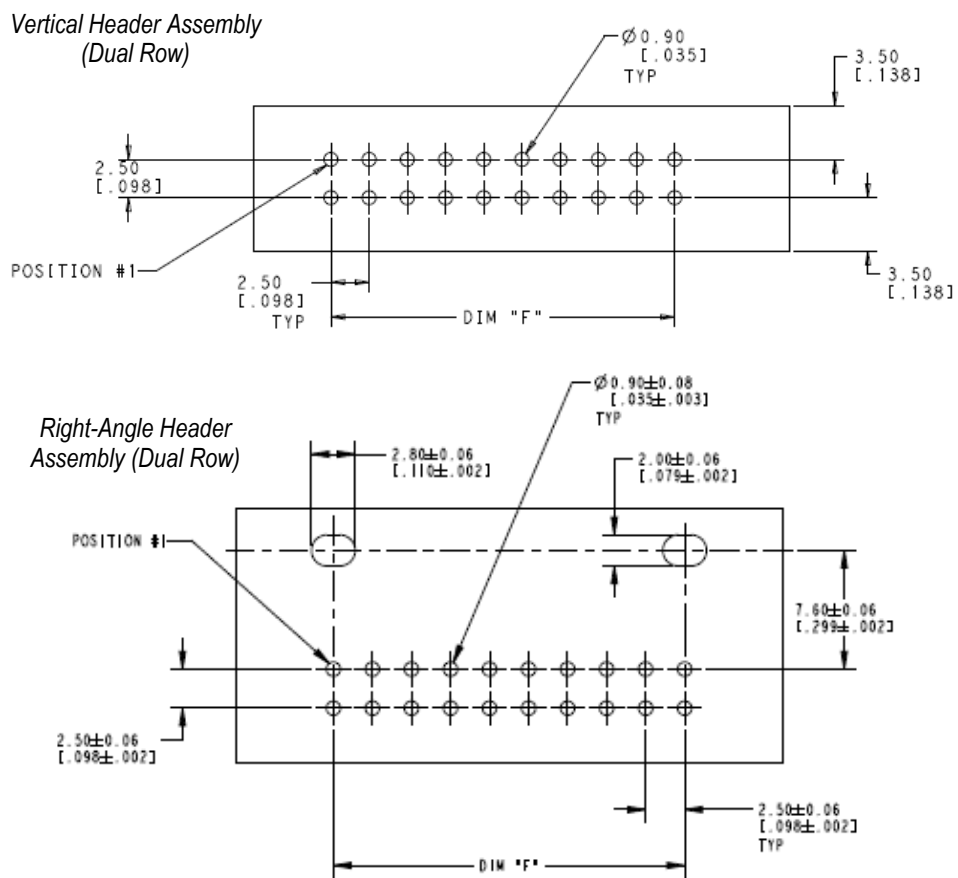 Vertical Header Assembly
(Dual Row)
Ø0.90
[.035]
TYP
3.50
[.138]
2.50
[.098]
POSITION #1
2.50
[.098]
TYP
DIM "F"
3.50
[.138]
Right-Angle Header
Assembly (Dual Row)
Ø0.90±0.08
[.035±.003]
TYP
2.80±0.06
[.110±.002]
2.00±0.06
[.079±.002]
POSITION #1
7.60±0.06
[.299±.002]
2.50±0.06
[.098±.002]
2.50±0.06
[.098±.002]
TYP
DIM "F"